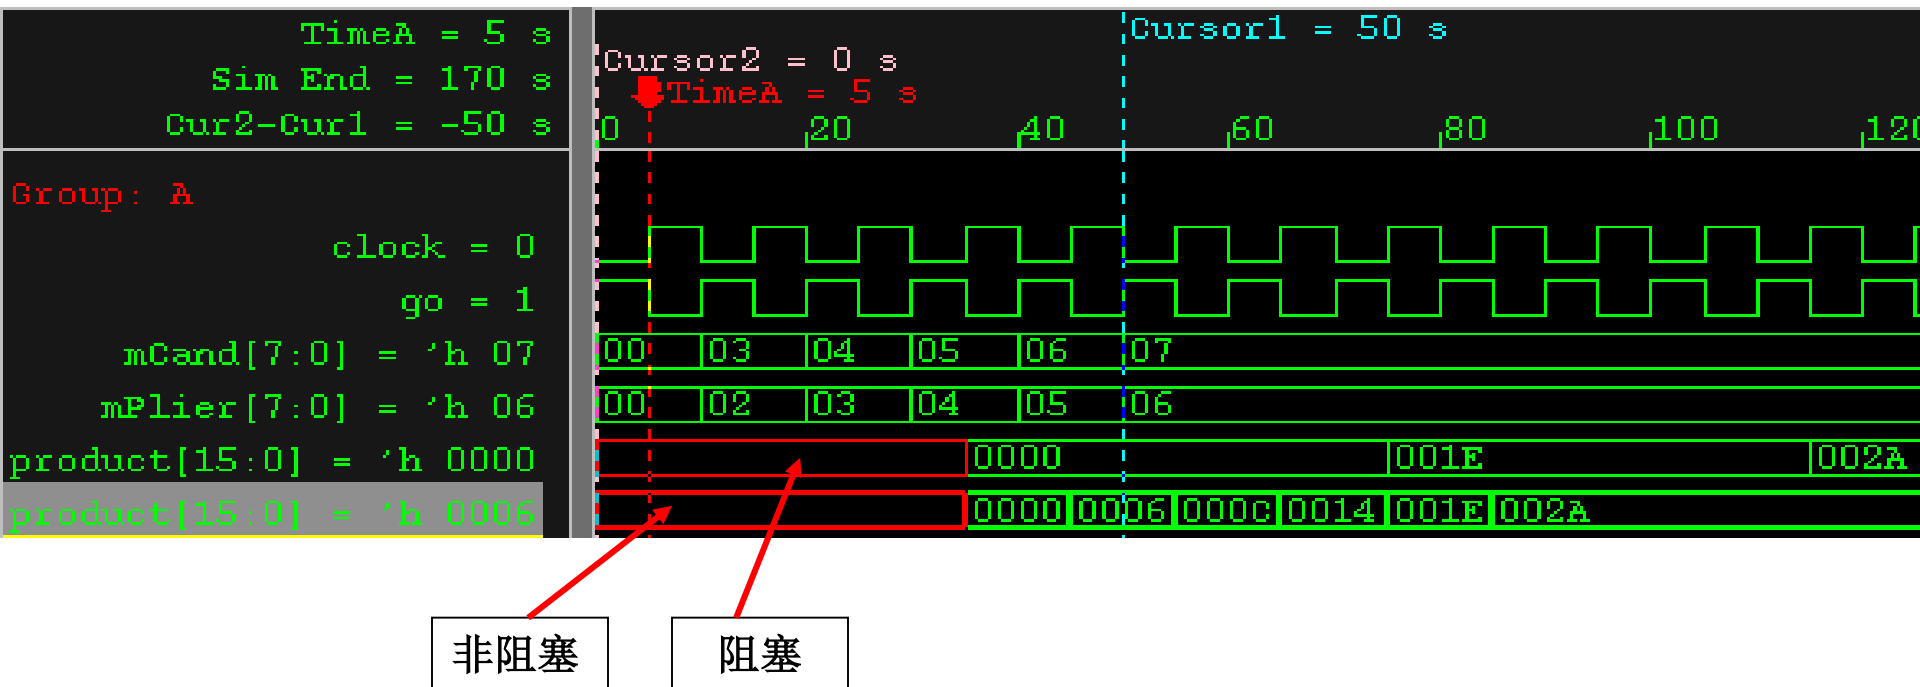 TimeA = 5 s
Sim End = 170 s
Cur2-Cur1 = -50 s
Cursor1 = 50 s
Cursor2 = 0 s
TimeA = 5 s
0 20 40 60 80 100 120
Group: A
clock = 0
go = 1
mCand[7:0] = 'h 07
00 03 04 05 06 07
mPlier[7:0] = 'h 06
00 02 03 04 05 06
product[15:0] = 'h 0000
0000 001E 002A
product[15:0] = 'h 0006
0000 0006 000C 0014 001E 002A
非阻塞
阻塞